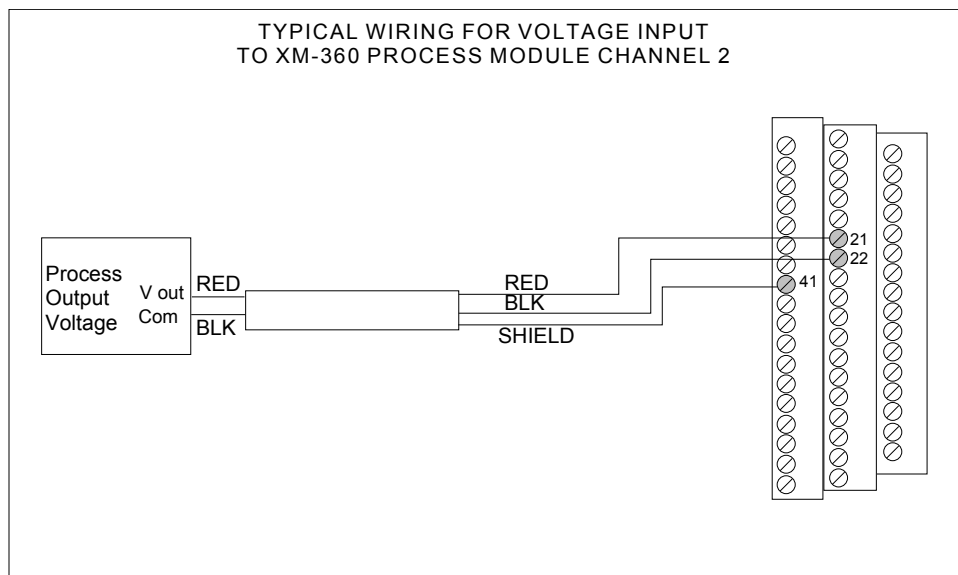 TYPICAL WIRING FOR VOLTAGE INPUT
TO XM-360 PROCESS MODULE CHANNEL 2
Process
Output
Voltage
V out
Com
RED
BLK
RED
BLK
SHIELD
21
22
41